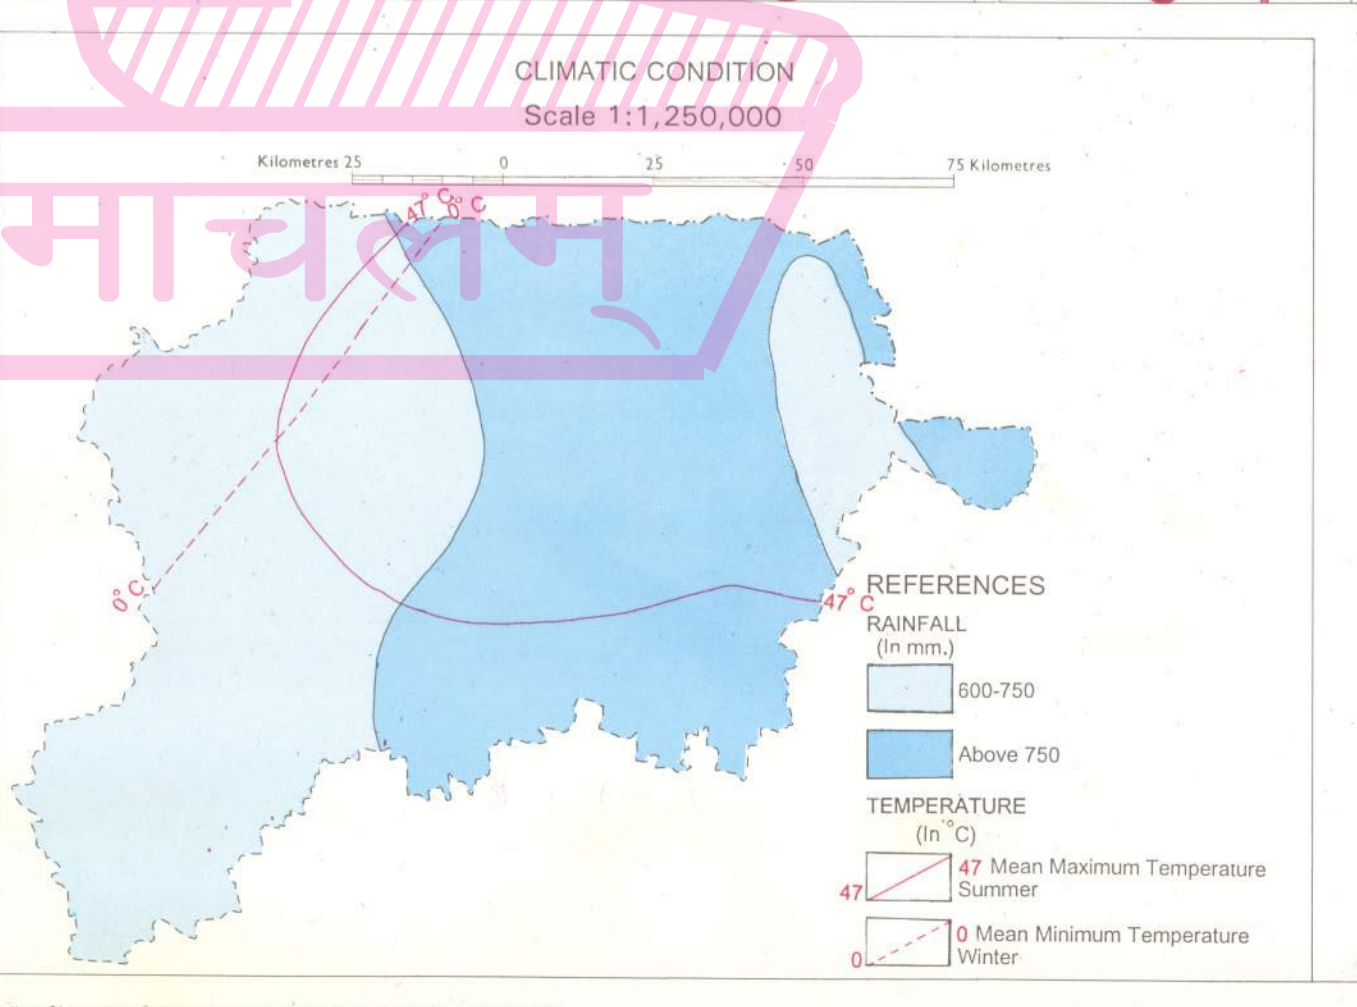 CLIMATIC CONDITION
Scale 1:1,250,000
Kilometres 25 0 25 50 75 Kilometres
माचलम्
47°C 0°C
0°C
47°C
REFERENCES
RAINFALL
(In mm.)
600-750
Above 750
TEMPERATURE
(In °C)
47 Mean Maximum Temperature
47 Summer
0 Mean Minimum Temperature
0 Winter